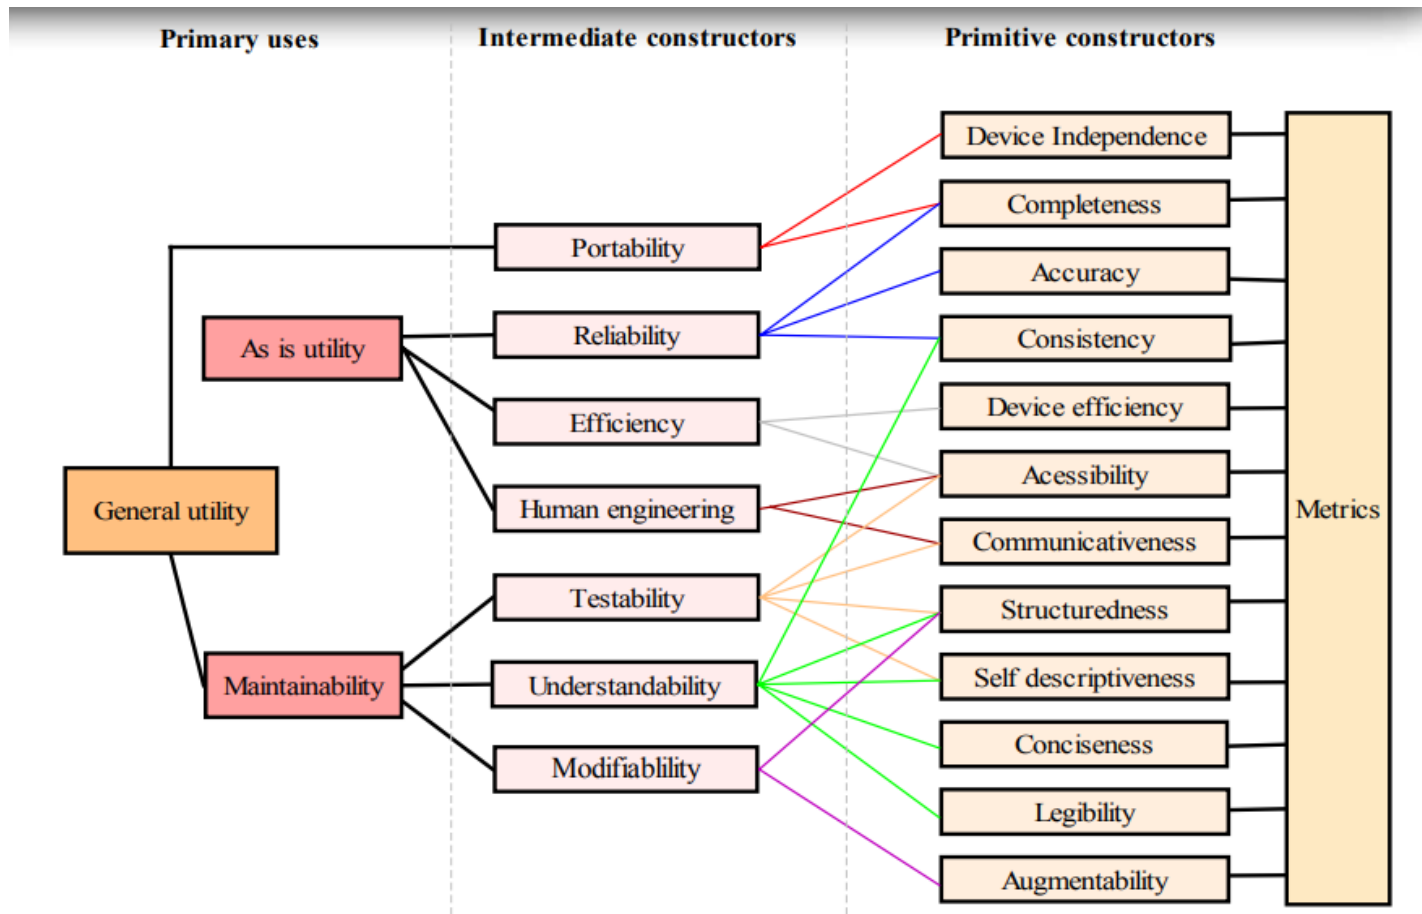 Primary uses
Intermediate constructors
Primitive constructors
Device Independence
Completeness
Portability
Accuracy
Reliability
Consistency
As is utility
Device efficiency
Efficiency
Acessibility
General utility
Human engineering
Metrics
Communicativeness
Testability
Structuredness
Maintainability
Understandability
Self descriptiveness
Conciseness
Modifiablility
Legibility
Augmentability